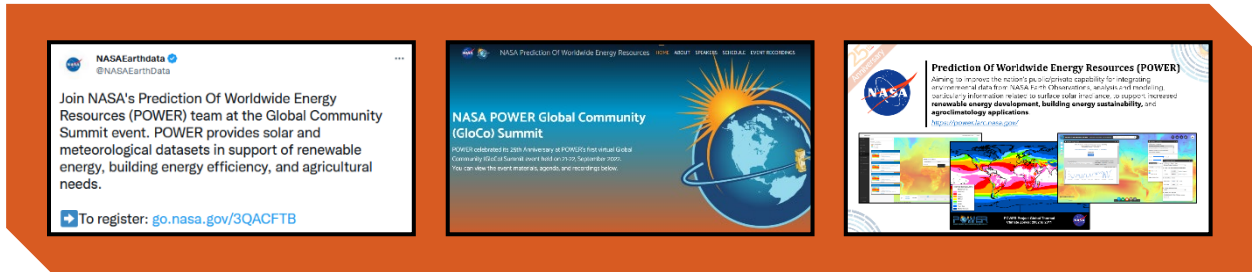 NASAEarthdata
@NASAEarthData
Join NASA's Prediction Of Worldwide Energy
Resources (POWER) team at the Global Community
Summit event. POWER provides solar and
meteorological datasets in support of renewable
energy, building energy efficiency, and agricultural
needs.
To register: go.nasa.gov/3QACFTB
NASA Prediction Of Worldwide Energy Resources HOME ABOUT SPEAKERS SCHEDULE EVENT RECORDINGS
NASA POWER Global Community
(GloCo) Summit
POWER celebrated its 25th Anniversary at POWER's first virtual Global
Community (GloCo) Summit event held on 21-22, September 2022.
You can view the event materials, agenda, and recordings below.
NASA
Prediction Of Worldwide Energy Resources (POWER)
Aiming to improve the nation's public/private capability for integrating
environmental data from NASA Earth Observations, analysis and modeling,
particularly information related to surface solar irradiance, to support increased
renewable energy development, building energy sustainability, and
agroclimatology applications
https://power.larc.nasa.gov/
POWER